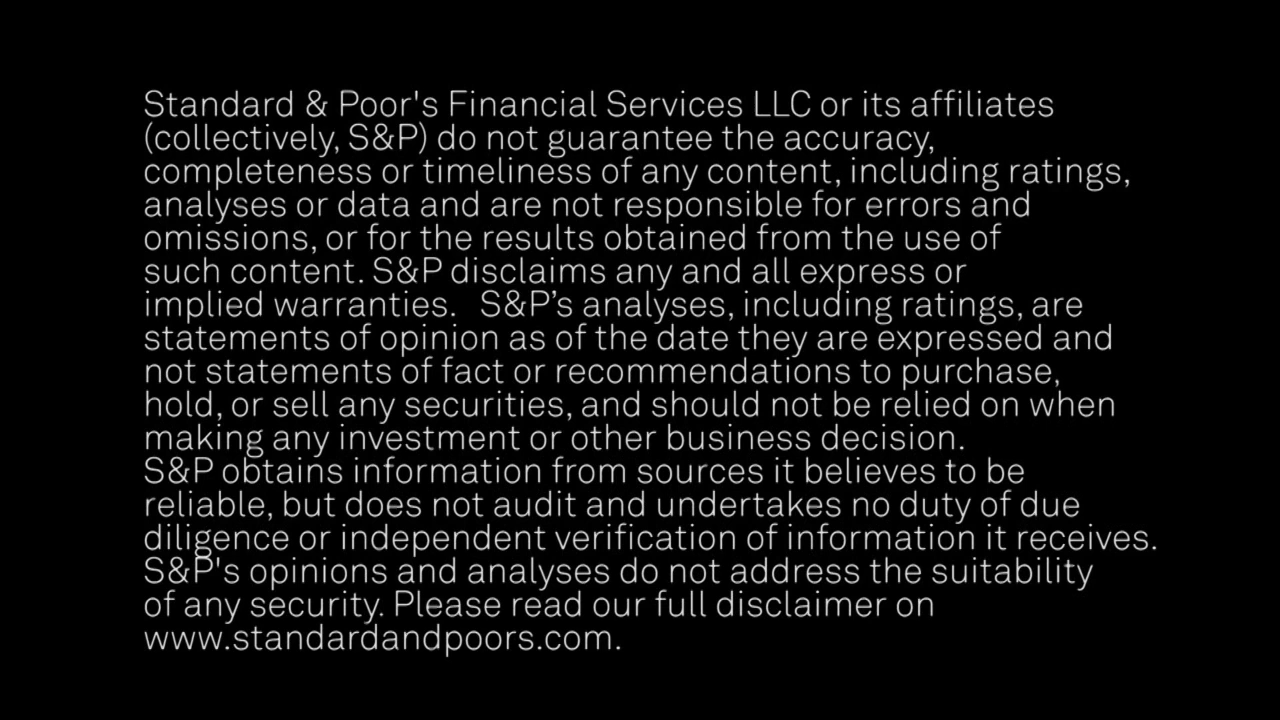 Standard & Poor's Financial Services LLC or its affiliates
(collectively, S&P) do not guarantee the accuracy,
completeness or timeliness of any content, including ratings,
analyses or data and are not responsible for errors and
omissions, or for the results obtained from the use of
such content. S&P disclaims any and all express or
implied warranties.   S&P’s analyses, including ratings, are
statements of opinion as of the date they are expressed and
not statements of fact or recommendations to purchase,
hold, or sell any securities, and should not be relied on when
making any investment or other business decision.
S&P obtains information from sources it believes to be
reliable, but does not audit and undertakes no duty of due
diligence or independent verification of information it receives.
S&P's opinions and analyses do not address the suitability
of any security. Please read our full disclaimer on
www.standardandpoors.com.